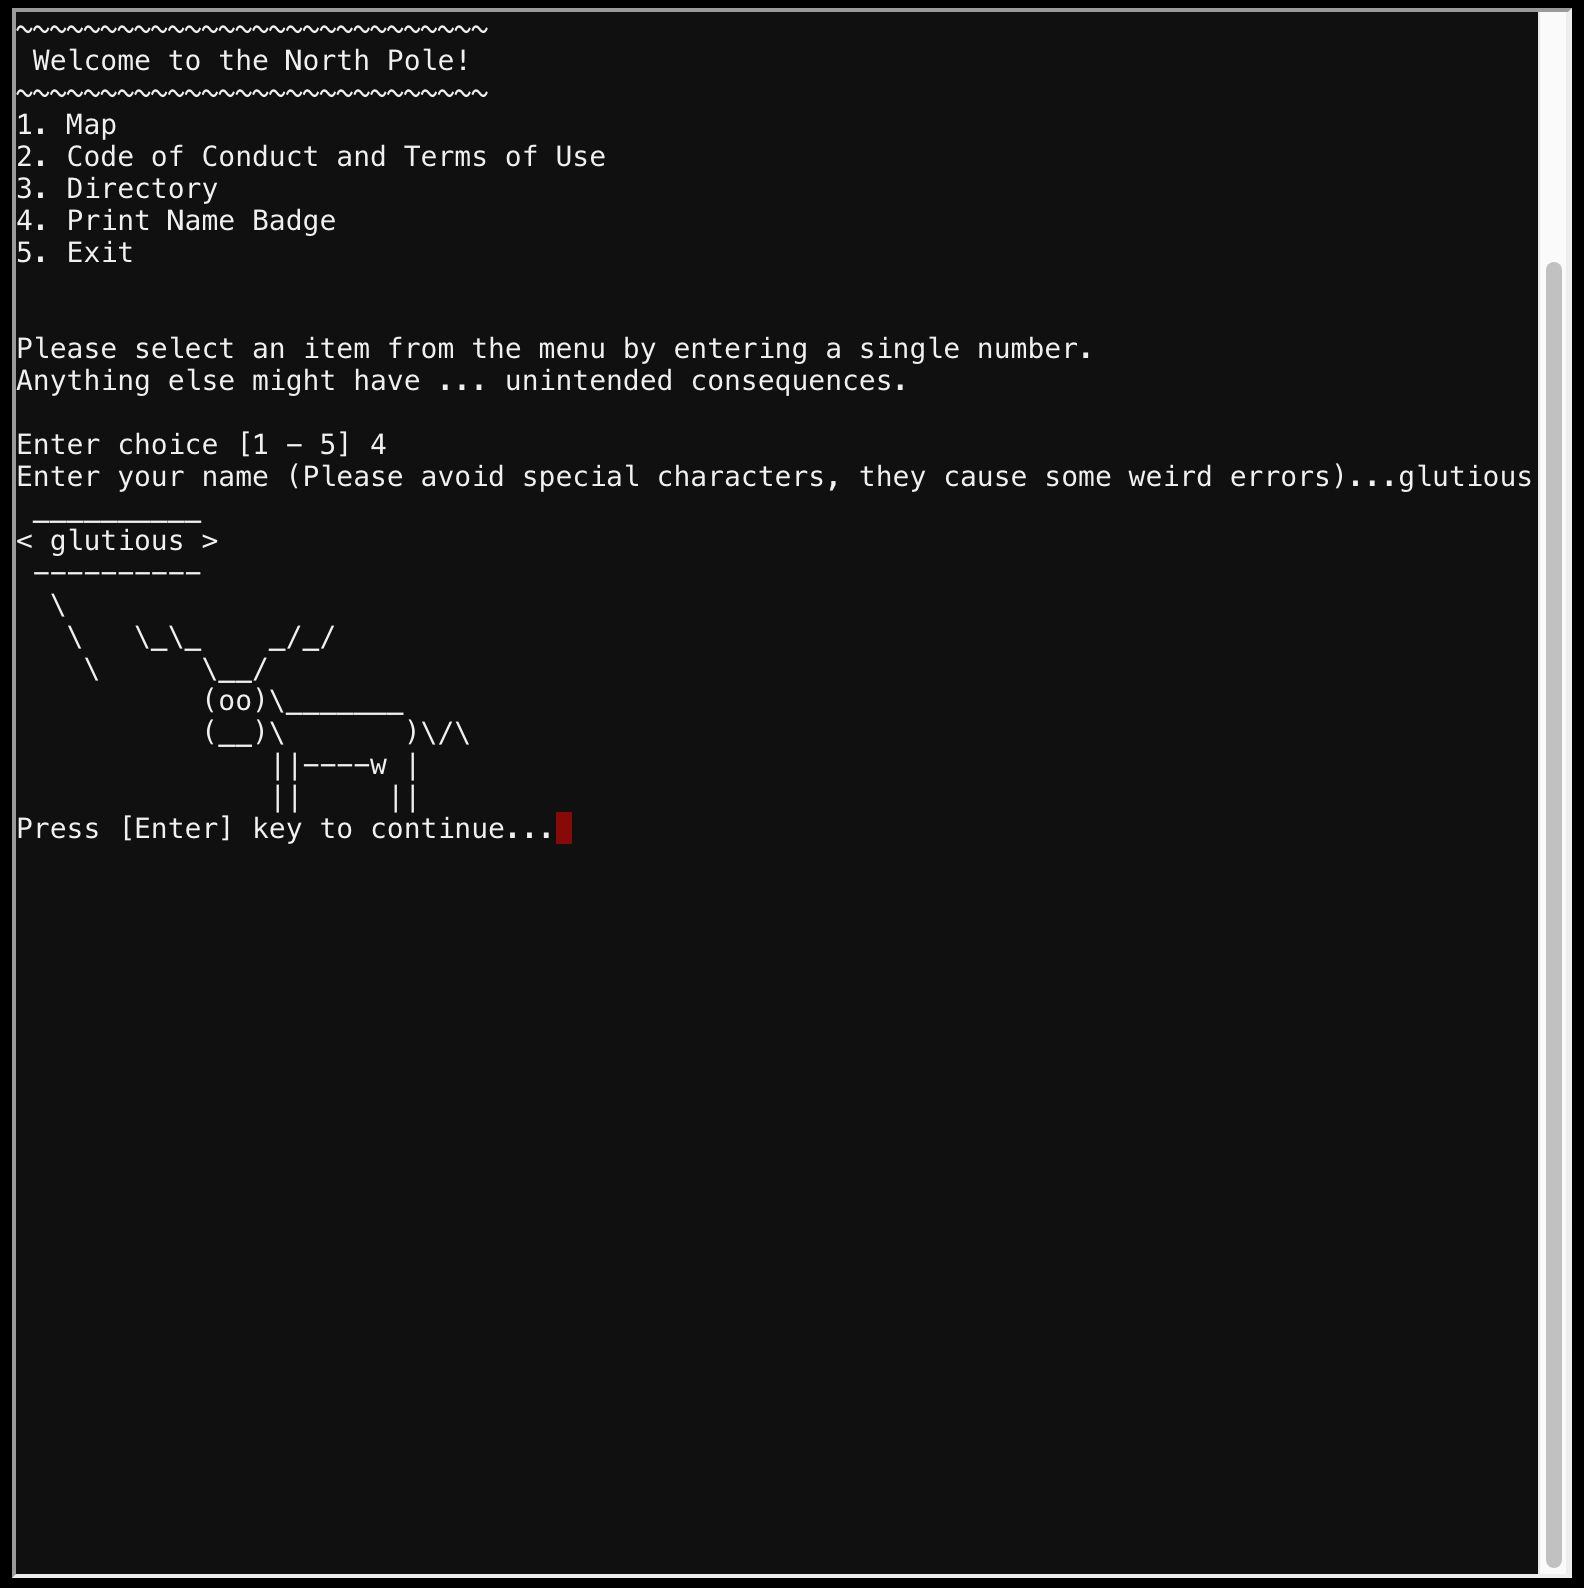 ~~~~~~~~~~~~~~~~~~~~~~~~~~~~
 Welcome to the North Pole!
~~~~~~~~~~~~~~~~~~~~~~~~~~~~
1. Map
2. Code of Conduct and Terms of Use
3. Directory
4. Print Name Badge
5. Exit


Please select an item from the menu by entering a single number.
Anything else might have ... unintended consequences.

Enter choice [1 - 5] 4
Enter your name (Please avoid special characters, they cause some weird errors)...glutious
 __________
< glutious >
 ----------
  \
   \   \_\_    _/_/
    \      \__/
           (oo)\_______
           (__)\       )\/\
               ||----w |
               ||     ||
Press [Enter] key to continue...